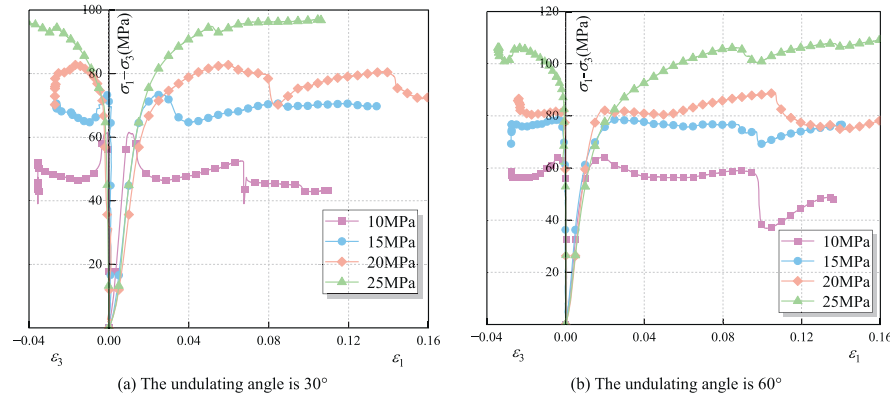 100
80
60
40
20
σ₁−σ₃(MPa)
10MPa
15MPa
20MPa
25MPa
−0.04 0.00 0.04 0.08 0.12 0.16
ε₃ ε₁
(a) The undulating angle is 30°
120
100
80
60
40
20
σ₁-σ₃(MPa)
10MPa
15MPa
20MPa
25MPa
−0.04 0.00 0.04 0.08 0.12 0.16
ε₃ ε₁
(b) The undulating angle is 60°